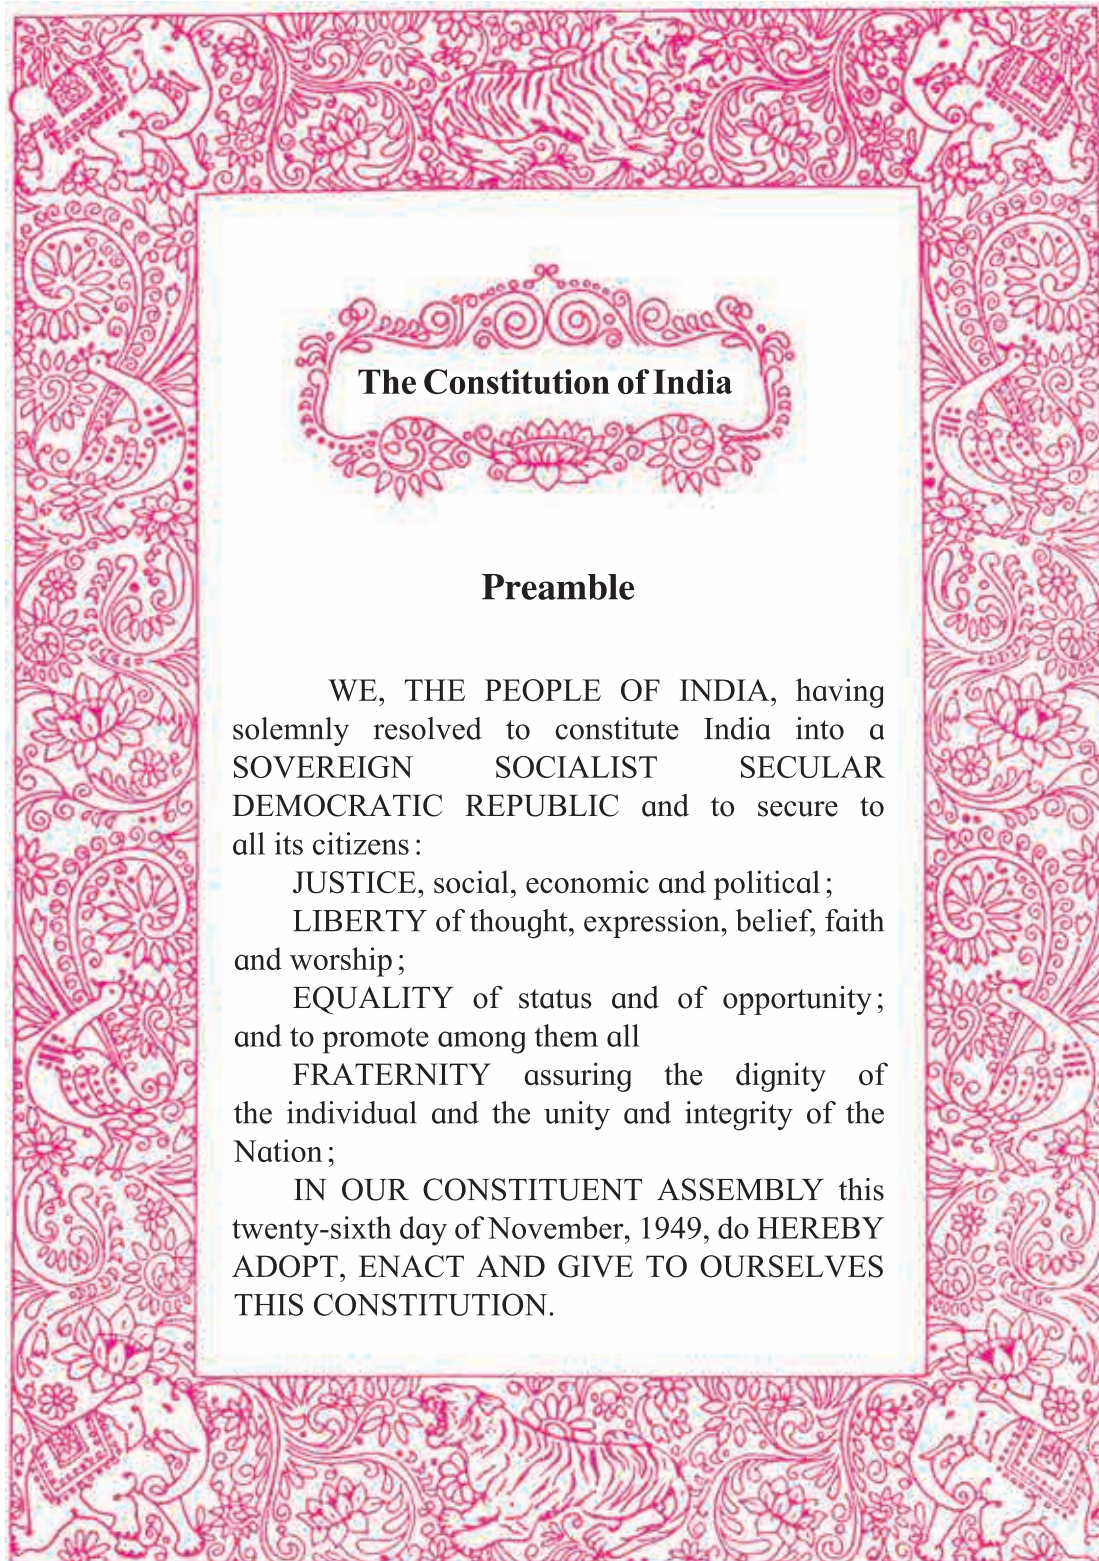 The Constitution of India
Preamble
WE, THE PEOPLE OF INDIA, having
solemnly resolved to constitute India into a
SOVEREIGN SOCIALIST SECULAR
DEMOCRATIC REPUBLIC and to secure to
all its citizens :
JUSTICE, social, economic and political ;
LIBERTY of thought, expression, belief, faith
and worship ;
EQUALITY of status and of opportunity ;
and to promote among them all
FRATERNITY assuring the dignity of
the individual and the unity and integrity of the
Nation ;
IN OUR CONSTITUENT ASSEMBLY this
twenty-sixth day of November, 1949, do HEREBY
ADOPT, ENACT AND GIVE TO OURSELVES
THIS CONSTITUTION.